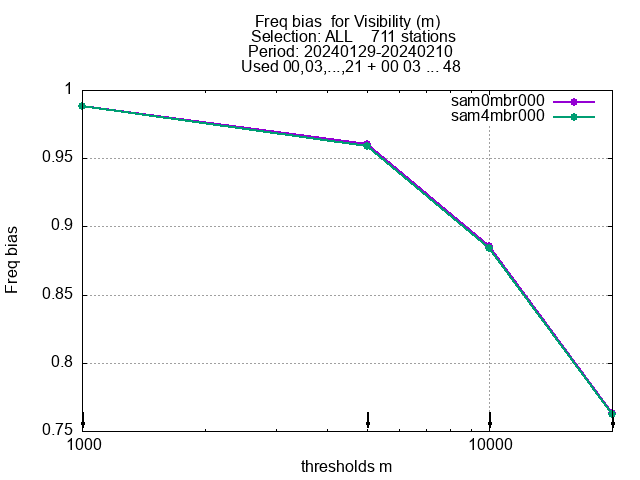 Freq bias  for Visibility (m)
Selection: ALL    711 stations
Period: 20240129-20240210
Used 00,03,...,21 + 00 03 ... 48
sam0mbr000
sam4mbr000
1
0.95
0.9
0.85
0.8
0.75
Freq bias
1000
10000
thresholds m